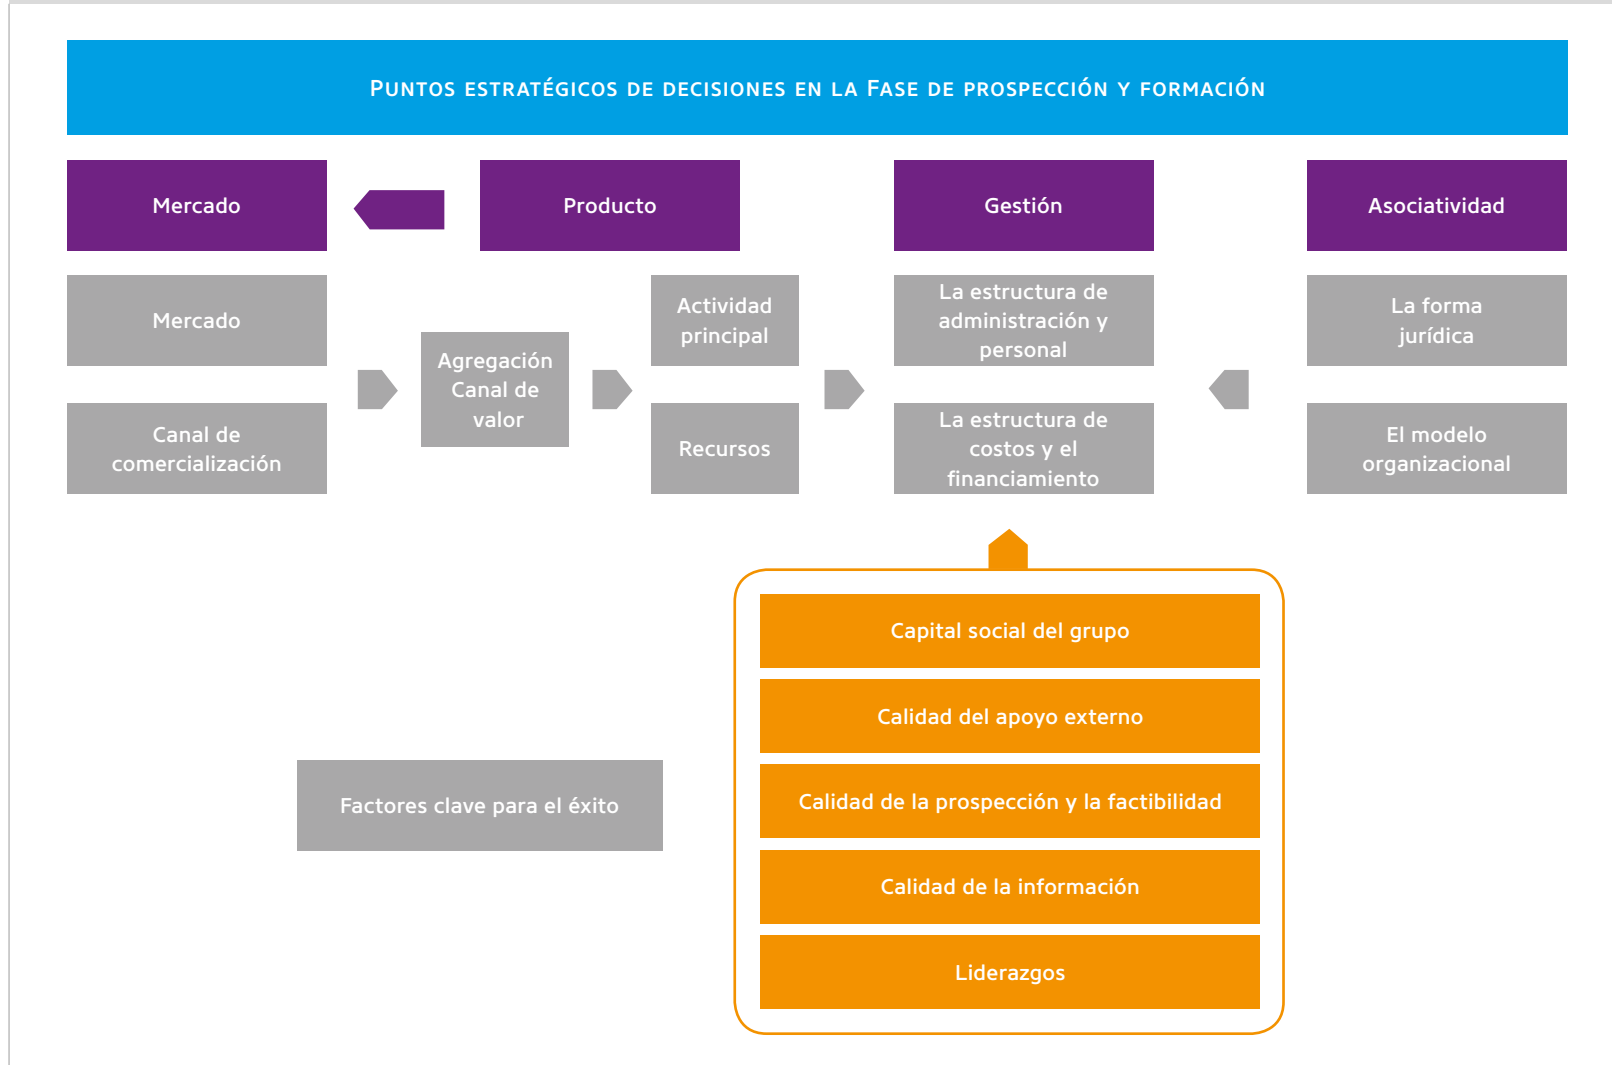 Puntos estratégicos de decisiones en la Fase de prospección y formación
Mercado
Producto
Gestión
Asociatividad
Mercado
Canal de
comercialización
Agregación
Canal de
valor
Actividad
principal
Recursos
La estructura de
administración y
personal
La estructura de
costos y el
financiamiento
La forma
jurídica
El modelo
organizacional
Factores clave para el éxito
Capital social del grupo
Calidad del apoyo externo
Calidad de la prospección y la factibilidad
Calidad de la información
Liderazgos